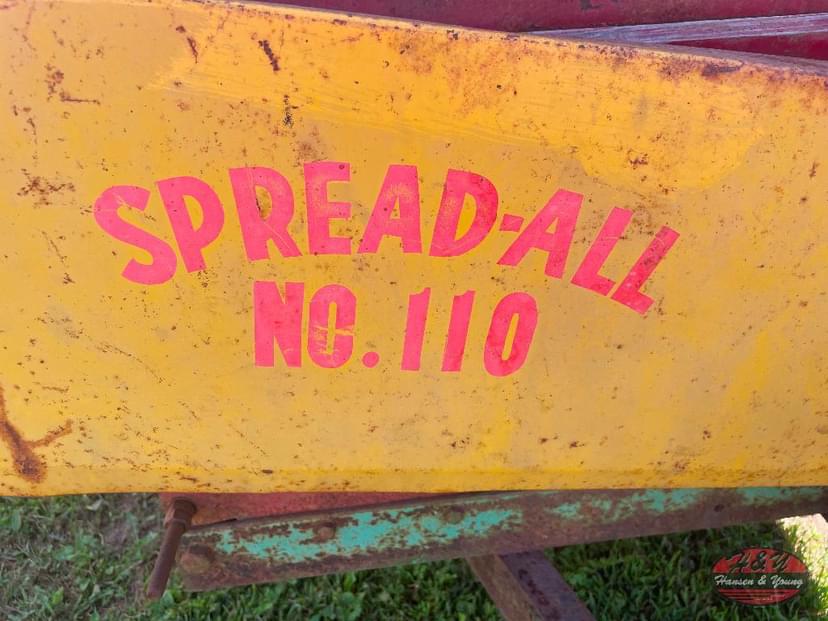 SPREAD-ALL
NO. 110
H&Y
Hansen & Young